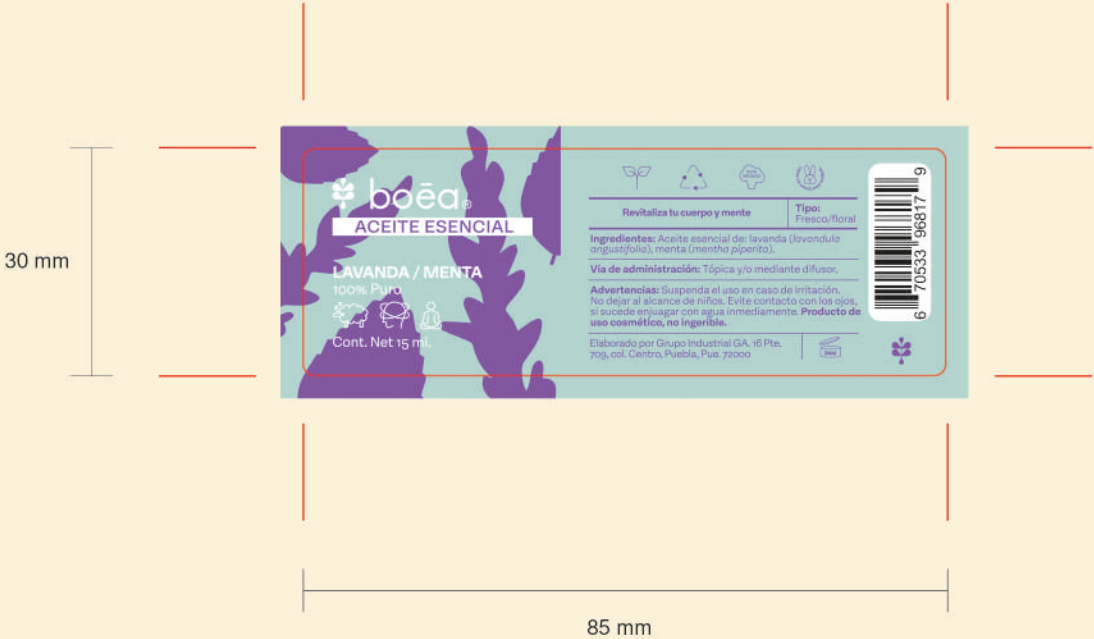 30 mm
boēa®
ACEITE ESENCIAL
LAVANDA / MENTA
100% Puro
Cont. Net 15 ml.
Revitaliza tu cuerpo y mente
Tipo:
Fresco/floral
Ingredientes: Aceite esencial de: lavanda (lavandula
angustifolia), menta (mentha piperita).
Vía de administración: Tópica y/o mediante difusor.
Advertencias: Suspenda el uso en caso de irritación.
No dejar al alcance de niños. Evite contacto con los ojos,
si sucede enjuagar con agua inmediamente. Producto de
uso cosmético, no ingerible.
Elaborado por Grupo Industrial GA. 16 Pte.
709, col. Centro, Puebla, Pue. 72000
6 70533 96817 9
85 mm